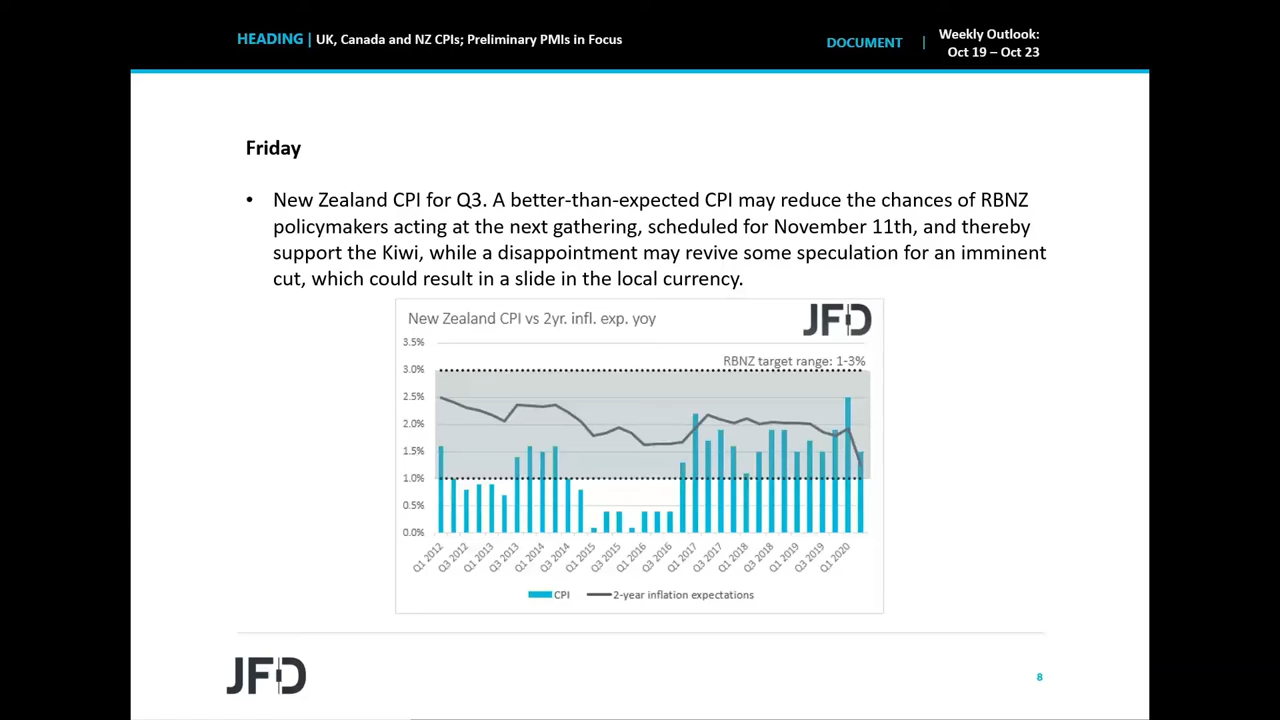 HEADING | UK, Canada and NZ CPIs; Preliminary PMIs in Focus
DOCUMENT | Weekly Outlook:
Oct 19 – Oct 23
Friday
• New Zealand CPI for Q3. A better-than-expected CPI may reduce the chances of RBNZ
policymakers acting at the next gathering, scheduled for November 11th, and thereby
support the Kiwi, while a disappointment may revive some speculation for an imminent
cut, which could result in a slide in the local currency.
New Zealand CPI vs 2yr. infl. exp. yoy
JFD
3.5%
RBNZ target range: 1-3%
3.0%
2.5%
2.0%
1.5%
1.0%
0.5%
0.0%
Q1 2012
Q3 2012
Q1 2013
Q3 2013
Q1 2014
Q3 2014
Q1 2015
Q3 2015
Q1 2016
Q3 2016
Q1 2017
Q3 2017
Q1 2018
Q3 2018
Q1 2019
Q3 2019
Q1 2020
CPI
2-year inflation expectations
JFD
8